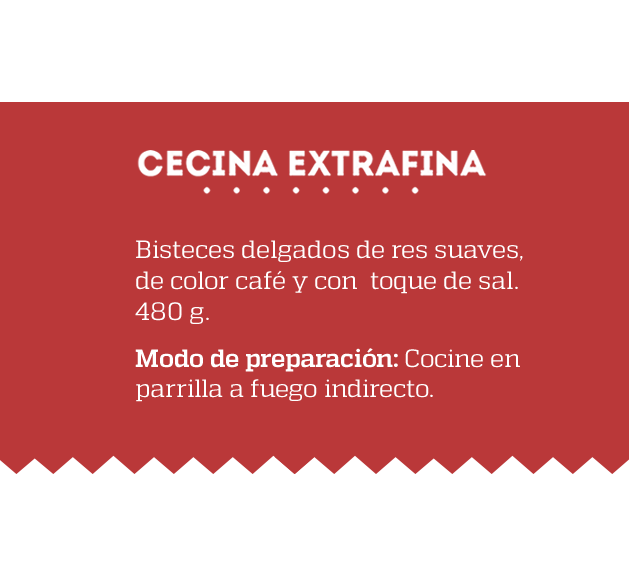 CECINA EXTRAFINA
Bisteces delgados de res suaves,
de color café y con  toque de sal.
480 g.
Modo de preparación: Cocine en
parrilla a fuego indirecto.